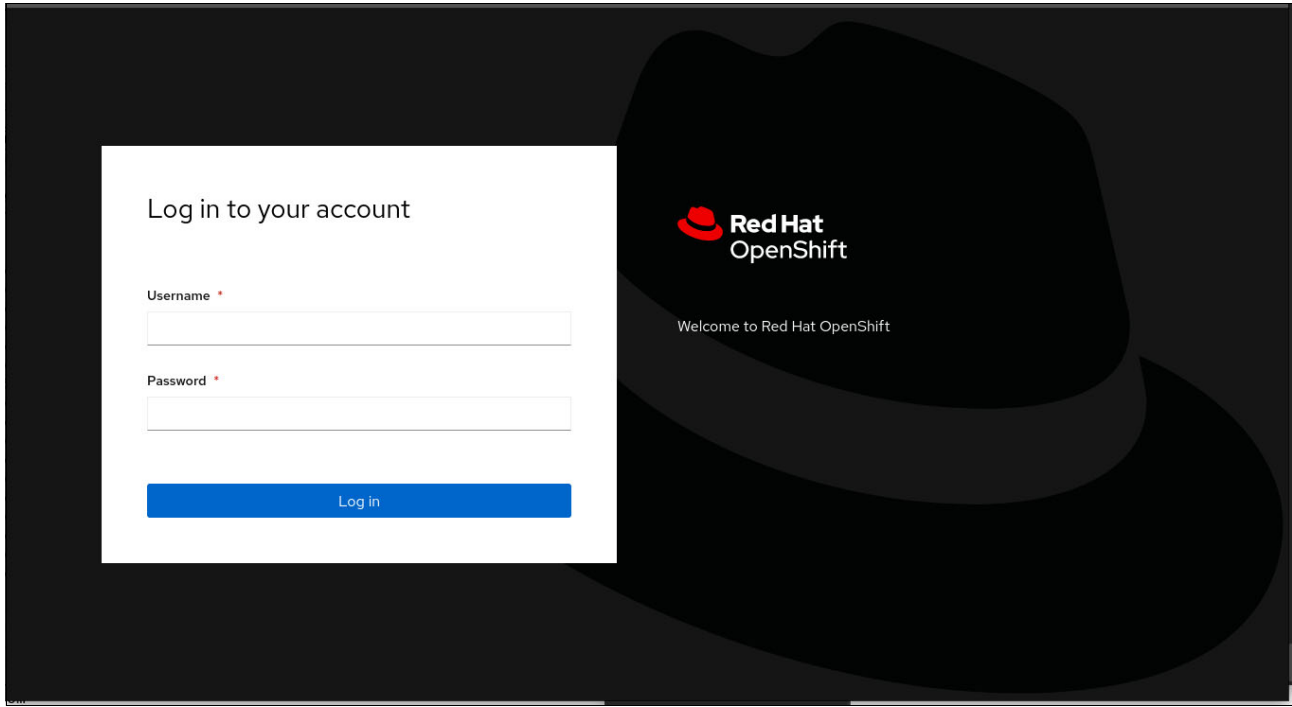 Log in to your account
Red Hat
OpenShift
Username *
Welcome to Red Hat OpenShift
Password *
Log in